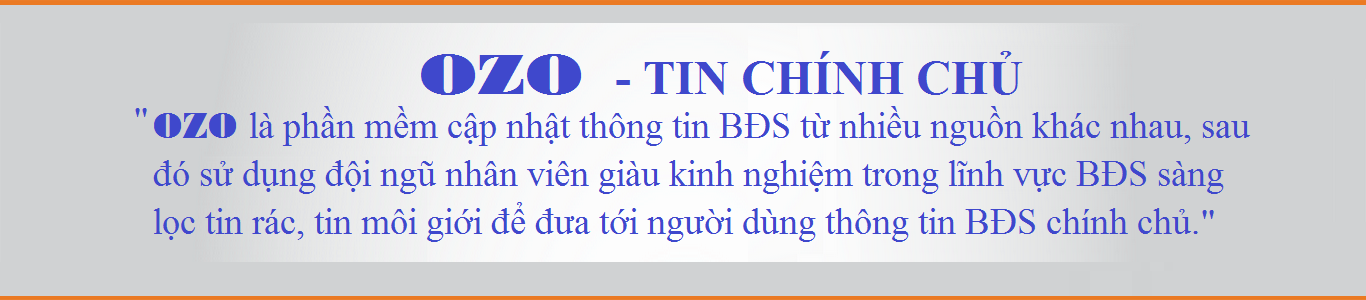 OZO - TIN CHÍNH CHỦ
"OZO là phần mềm cập nhật thông tin BĐS từ nhiều nguồn khác nhau, sau
đó sử dụng đội ngũ nhân viên giàu kinh nghiệm trong lĩnh vực BĐS sàng
lọc tin rác, tin môi giới để đưa tới người dùng thông tin BĐS chính chủ."